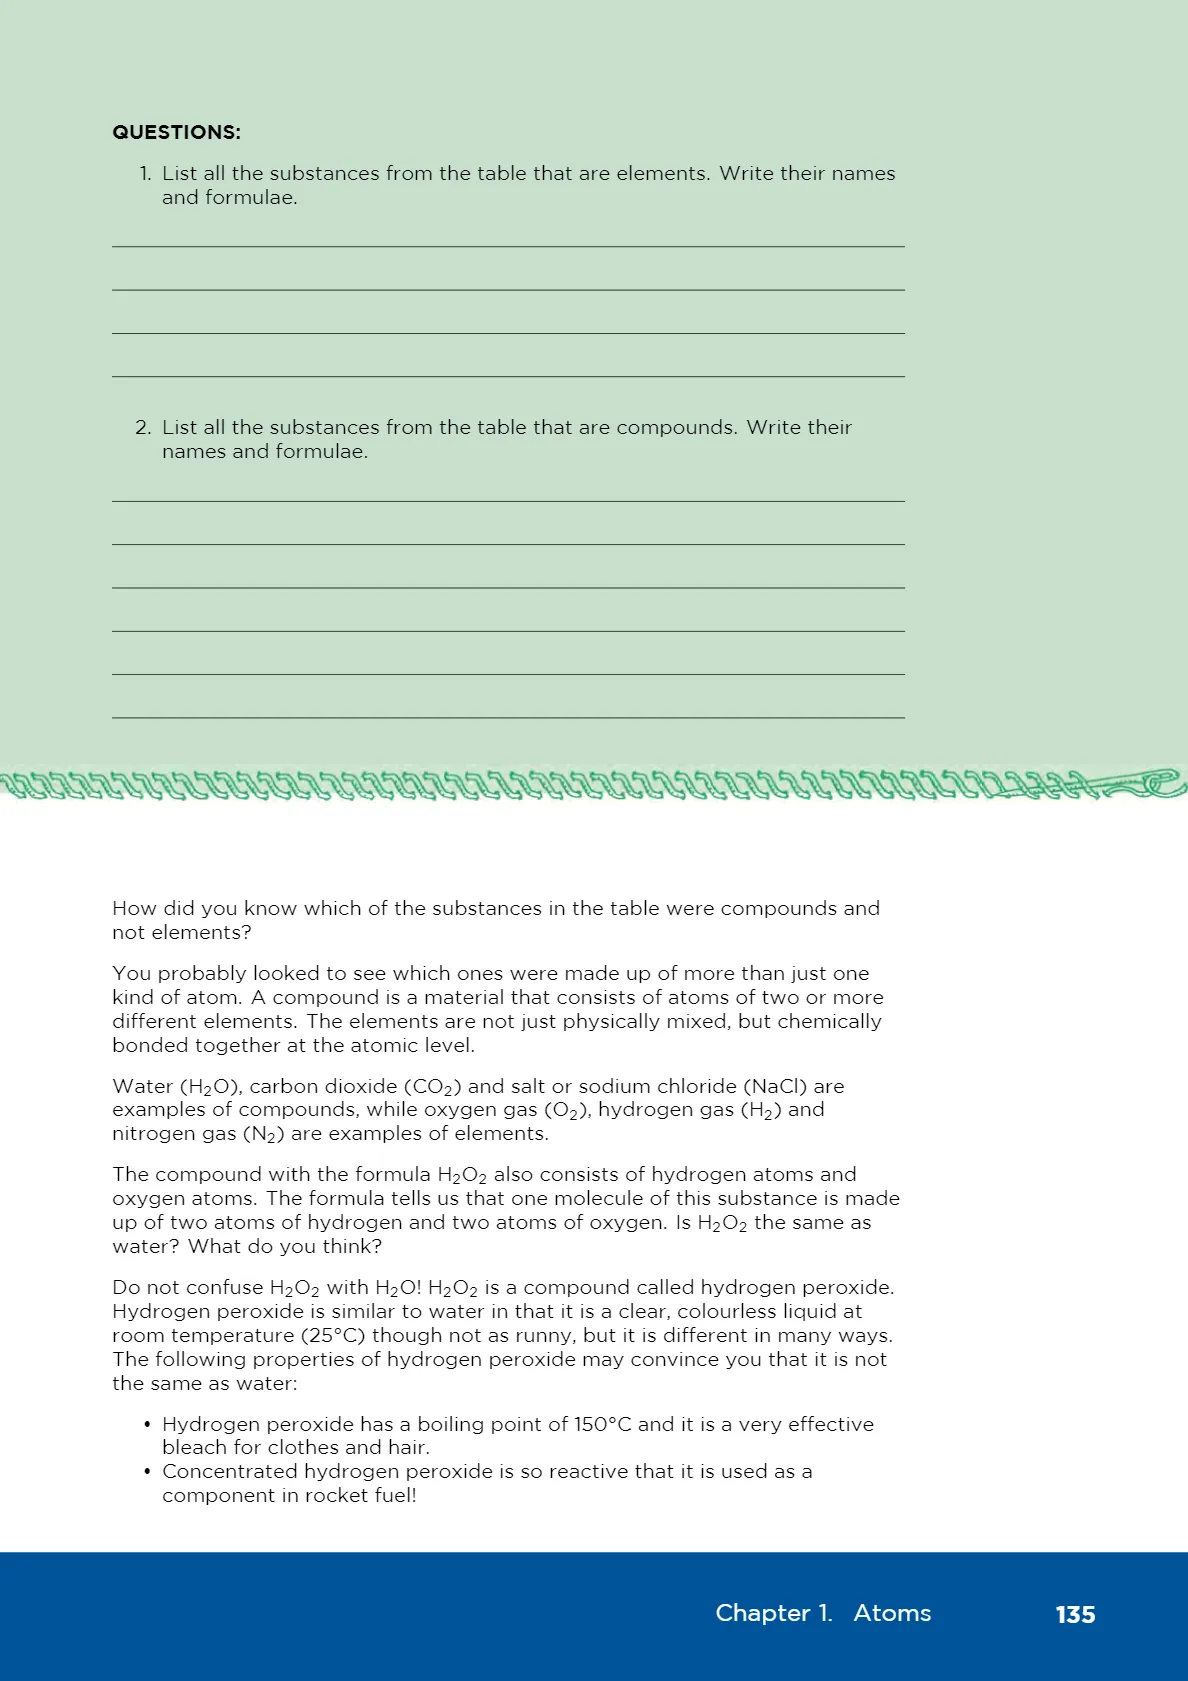 QUESTIONS:
1. List all the substances from the table that are elements. Write their names
and formulae.
2. List all the substances from the table that are compounds. Write their
names and formulae.
How did you know which of the substances in the table were compounds and
not elements?
You probably looked to see which ones were made up of more than just one
kind of atom. A compound is a material that consists of atoms of two or more
different elements. The elements are not just physically mixed, but chemically
bonded together at the atomic level.
Water (H₂O), carbon dioxide (CO₂) and salt or sodium chloride (NaCl) are
examples of compounds, while oxygen gas (O₂), hydrogen gas (H₂) and
nitrogen gas (N₂) are examples of elements.
The compound with the formula H₂O₂ also consists of hydrogen atoms and
oxygen atoms. The formula tells us that one molecule of this substance is made
up of two atoms of hydrogen and two atoms of oxygen. Is H₂O₂ the same as
water? What do you think?
Do not confuse H₂O₂ with H₂O! H₂O₂ is a compound called hydrogen peroxide.
Hydrogen peroxide is similar to water in that it is a clear, colourless liquid at
room temperature (25°C) though not as runny, but it is different in many ways.
The following properties of hydrogen peroxide may convince you that it is not
the same as water:
• Hydrogen peroxide has a boiling point of 150°C and it is a very effective
bleach for clothes and hair.
• Concentrated hydrogen peroxide is so reactive that it is used as a
component in rocket fuel!
Chapter 1. Atoms 135